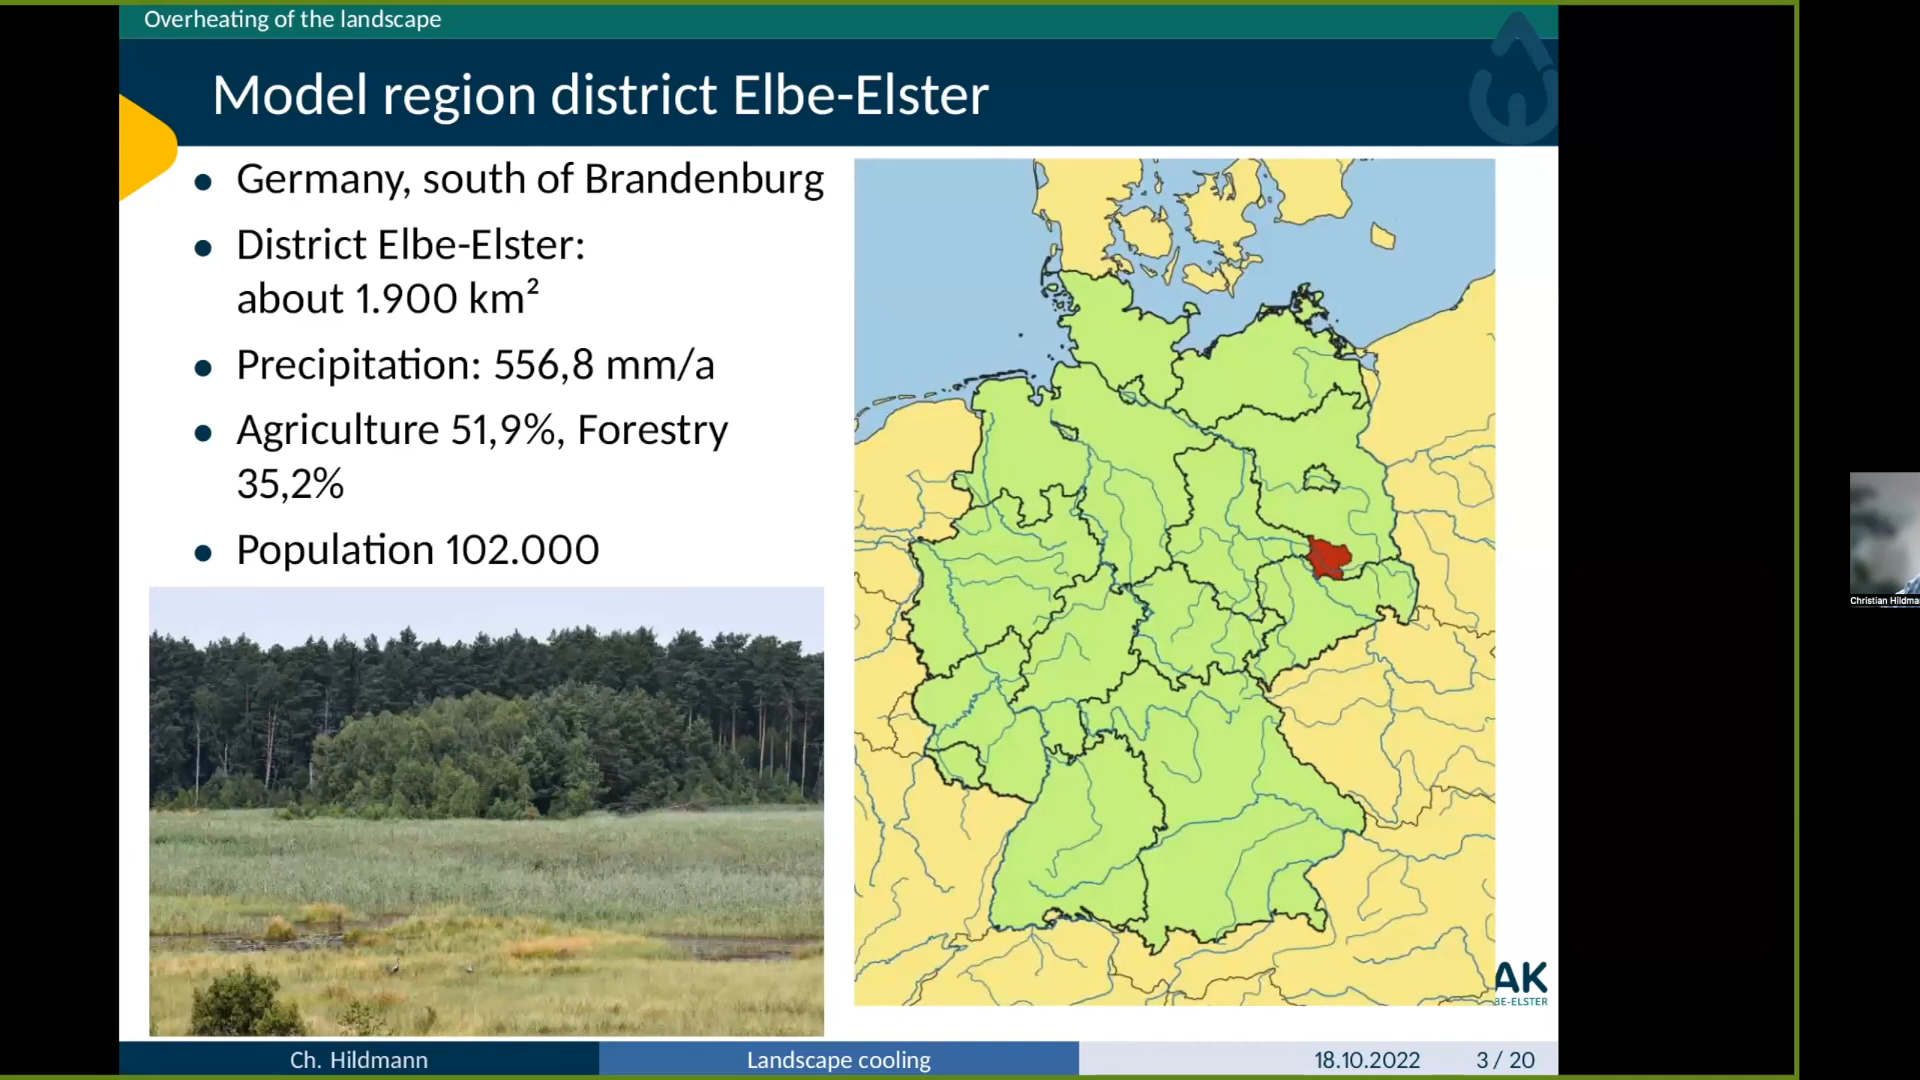 Overheating of the landscape
Model region district Elbe-Elster
Germany, south of Brandenburg
District Elbe-Elster:
about 1.900 km²
Precipitation: 556,8 mm/a
Agriculture 51,9%, Forestry
35,2%
Population 102.000
AK
BE-ELSTER
Christian Hildma
Ch. Hildmann
Landscape cooling
18.10.2022
3 / 20